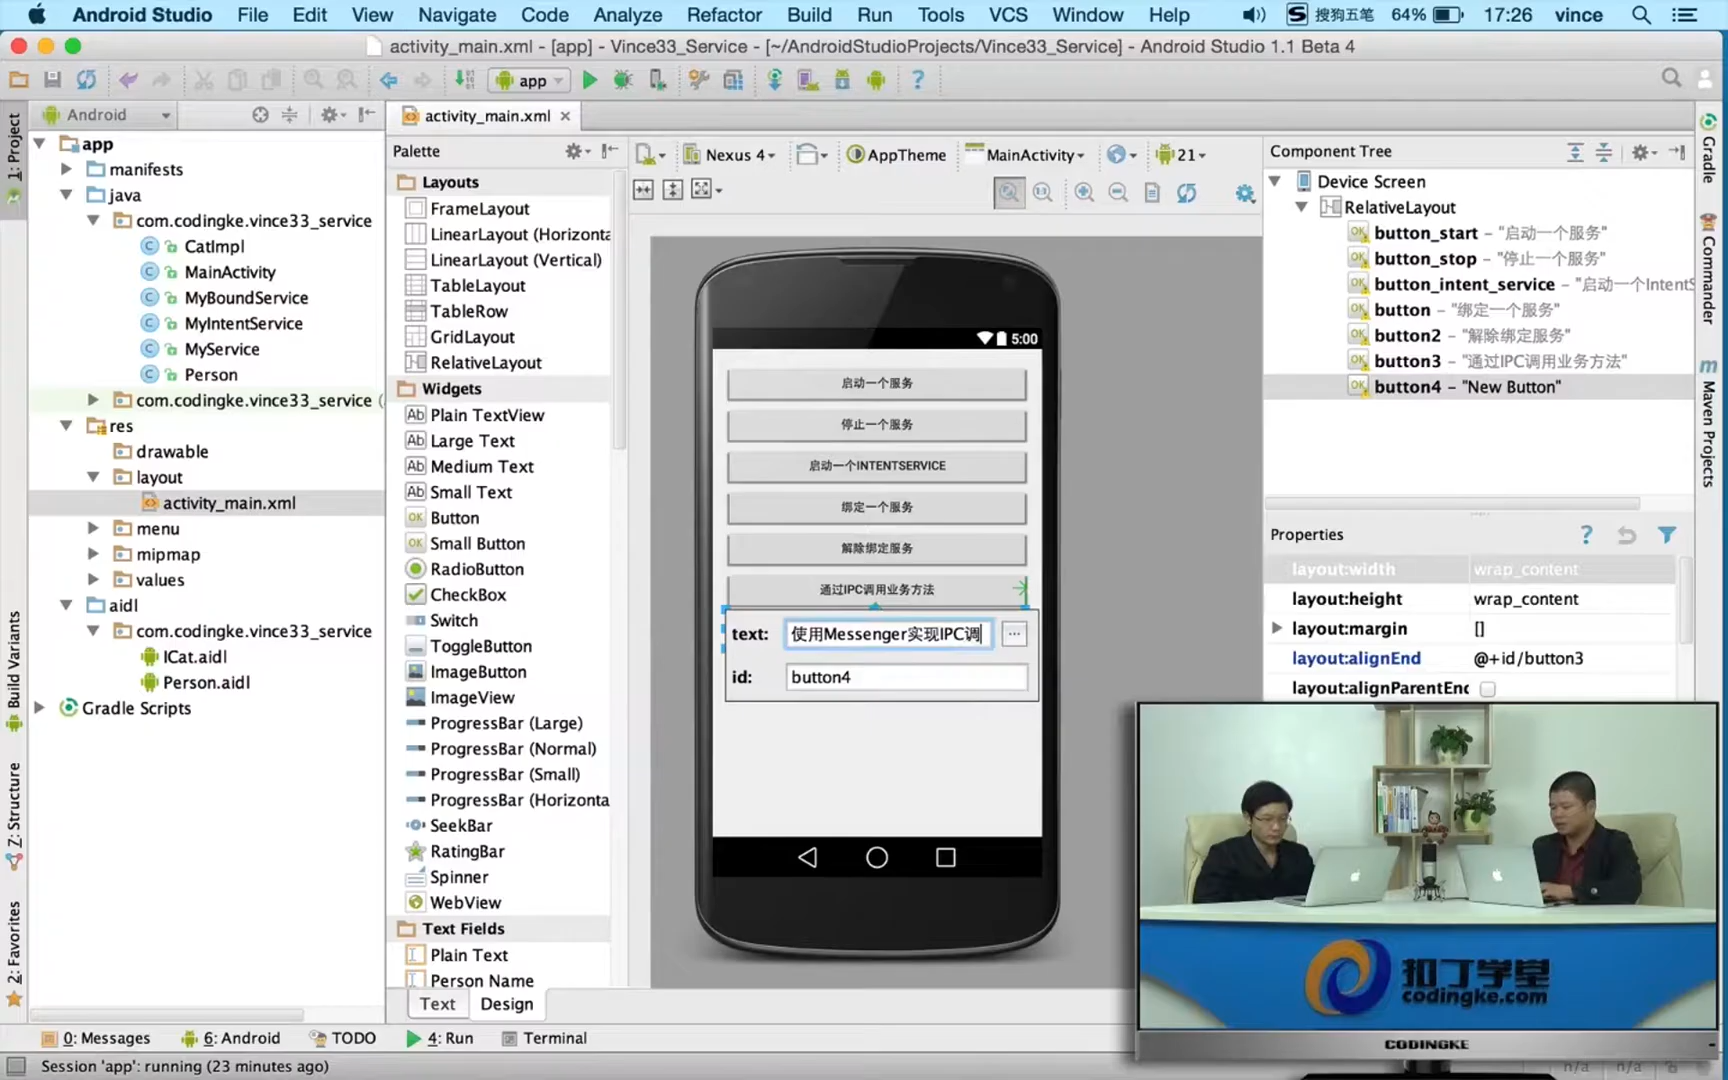 Android Studio File Edit View Navigate Code Analyze Refactor Build Run Tools VCS Window Help 搜狗五笔 64% 17:26 vince
activity_main.xml - [app] - Vince33_Service - [~/AndroidStudioProjects/Vince33_Service] - Android Studio 1.1 Beta 4
app
Android
activity_main.xml
1: Project
Build Variants
Z: Structure
2: Favorites
app
manifests
java
com.codingke.vince33_service
CatImpl
MainActivity
MyBoundService
MyIntentService
MyService
Person
com.codingke.vince33_service (
res
drawable
layout
activity_main.xml
menu
mipmap
values
aidl
com.codingke.vince33_service
ICat.aidl
Person.aidl
Gradle Scripts
Palette
Layouts
FrameLayout
LinearLayout (Horizonta
LinearLayout (Vertical)
TableLayout
TableRow
GridLayout
RelativeLayout
Widgets
Plain TextView
Large Text
Medium Text
Small Text
Button
Small Button
RadioButton
CheckBox
Switch
ToggleButton
ImageButton
ImageView
ProgressBar (Large)
ProgressBar (Normal)
ProgressBar (Small)
ProgressBar (Horizonta
SeekBar
RatingBar
Spinner
WebView
Text Fields
Plain Text
Person Name
Text Design
Nexus 4 AppTheme MainActivity 21
5:00
启动一个服务
停止一个服务
启动一个INTENTSERVICE
绑定一个服务
解除绑定服务
通过IPC调用业务方法
text: 使用Messenger实现IPC调 ...
id: button4
Component Tree
Device Screen
RelativeLayout
button_start - "启动一个服务"
button_stop - "停止一个服务"
button_intent_service - "启动一个IntentS
button - "绑定一个服务"
button2 - "解除绑定服务"
button3 - "通过IPC调用业务方法"
button4 - "New Button"
Properties
layout:width wrap_content
layout:height wrap_content
layout:margin []
layout:alignEnd @+id/button3
layout:alignParentEnd
Gradle
Commander
Maven Projects
扣丁学堂
codingke.com
CODINGKE
0: Messages 6: Android TODO 4: Run Terminal
Session 'app': running (23 minutes ago) n/a n/a